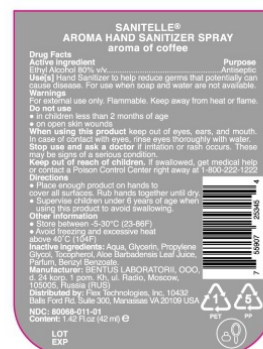 SANITELLE®
AROMA HAND SANITIZER SPRAY
aroma of coffee
Drug Facts
Active ingredient Purpose
Ethyl Alcohol 80% v/v Antiseptic
Use[s] Hand Sanitizer to help reduce germs that potentially can
cause disease. For use when soap and water are not available.
Warnings
For external use only. Flammable. Keep away from heat or flame.
Do not use
• in children less than 2 months of age
• on open skin wounds
When using this product keep out of eyes, ears, and mouth.
In case of contact with eyes, rinse eyes thoroughly with water.
Stop use and ask a doctor if irritation or rash occurs. These
may be signs of a serious condition.
Keep out of reach of children. If swallowed, get medical help
or contact a Poison Control Center right away at 1-800-222-1222
Directions
• Place enough product on hands to
cover all surfaces. Rub hands together until dry.
• Supervise children under 6 years of age when
using this product to avoid swallowing.
Other information
• Store between -5-30°C (23-86F)
• Avoid freezing and excessive heat
above 40°C (104F)
Inactive ingredients: Aqua, Glycerin, Propylene
Glycol, Tocopherol, Aloe Barbadensis Leaf Juice,
Parfum, Benzyl Benzoate.
Manufacturer: BENTUS LABORATORII, OOO,
d. 24 korp. 1 pom. Kh, ul. Radio, Moscow,
105005, Russia (RUS)
Distributed by: Flex Technologies, Inc. 10432
Balls Ford Rd. Suite 300, Manassas VA 20109 USA
NDC: 80068-011-01
Content: 1.42 Fl.oz (42 ml) ℮
LOT
EXP
7 55907 25345 4
1
PET
5
PP